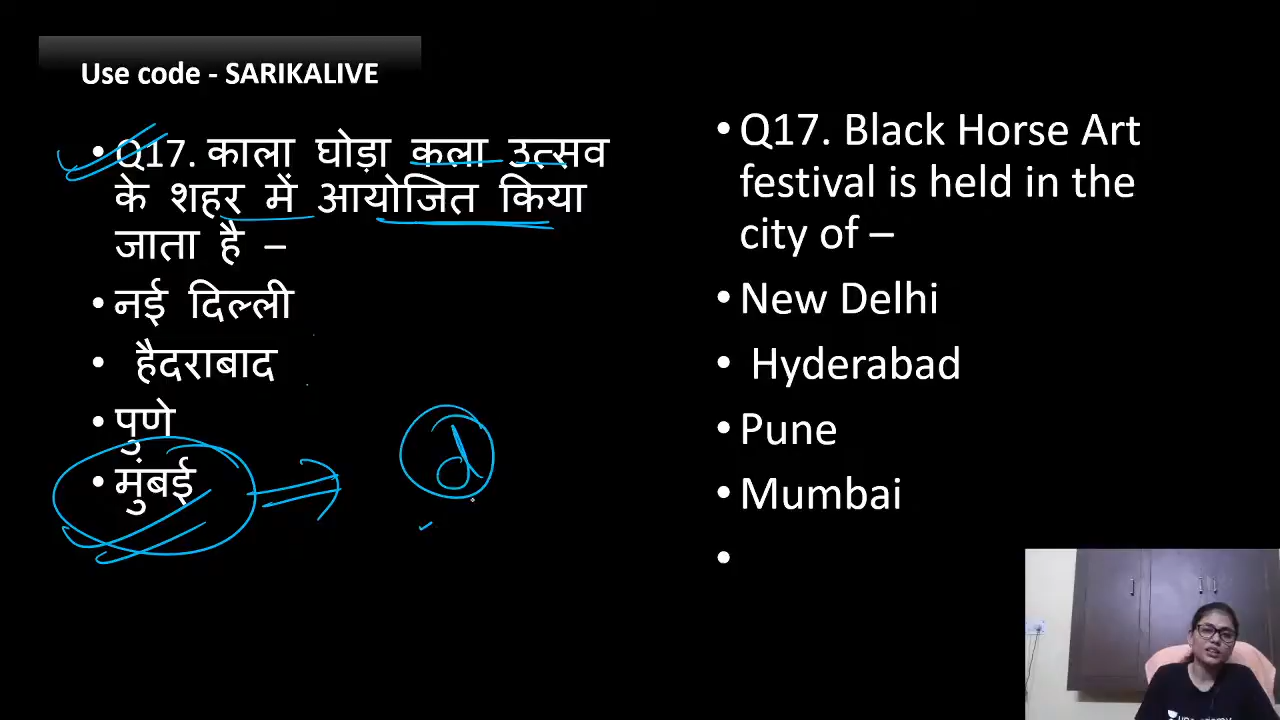 Use code - SARIKALIVE
• Q17. काला घोड़ा कला उत्सव
के शहर में आयोजित किया
जाता है –
• नई दिल्ली
• हैदराबाद
• पुणे
• मुंबई
d
• Q17. Black Horse Art
festival is held in the
city of –
• New Delhi
• Hyderabad
• Pune
• Mumbai
•